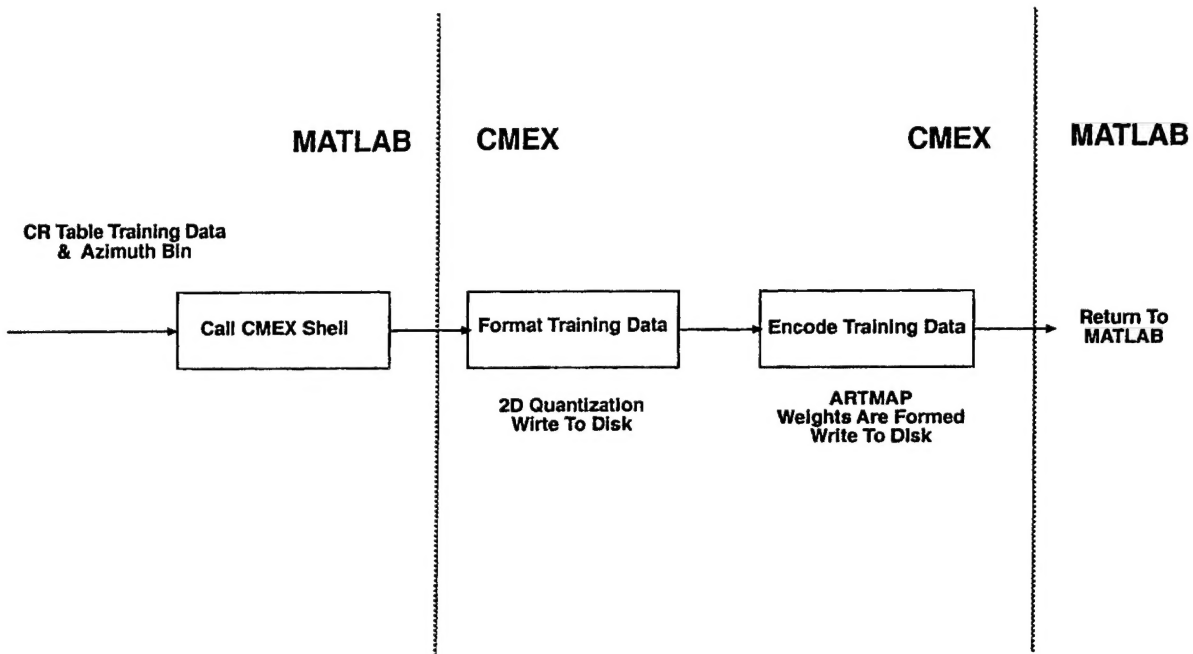 MATLAB
CMEX
CMEX
MATLAB
CR Table Training Data
& Azimuth Bin
Call CMEX Shell
Format Training Data
Encode Training Data
Return To
MATLAB
2D Quantization
Wirte To Disk
ARTMAP
Weights Are Formed
Write To Disk